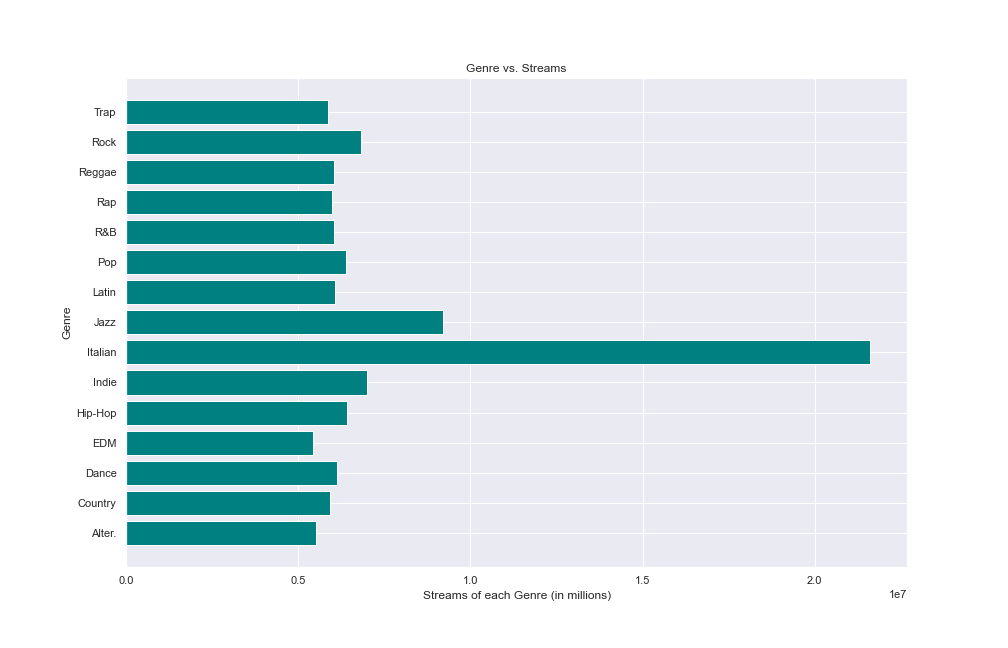 Genre vs. Streams
Trap
Rock
Reggae
Rap
R&B
Pop
Latin
Jazz
Italian
Indie
Hip-Hop
EDM
Dance
Country
Alter.
Genre
0.0 0.5 1.0 1.5 2.0
1e7
Streams of each Genre (in millions)